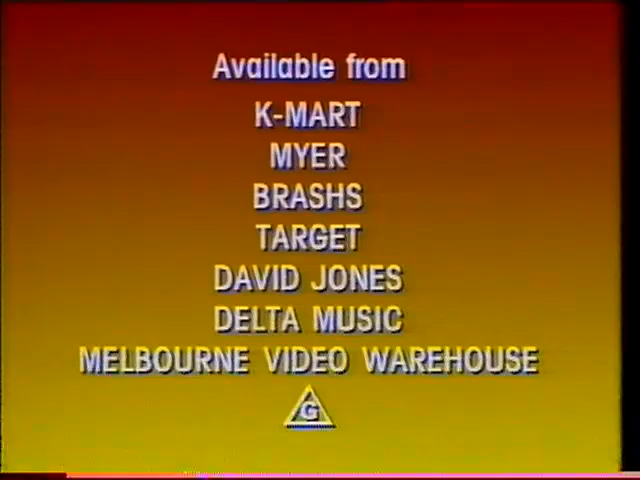 Available from
K-MART
MYER
BRASHS
TARGET
DAVID JONES
DELTA MUSIC
MELBOURNE VIDEO WAREHOUSE
G